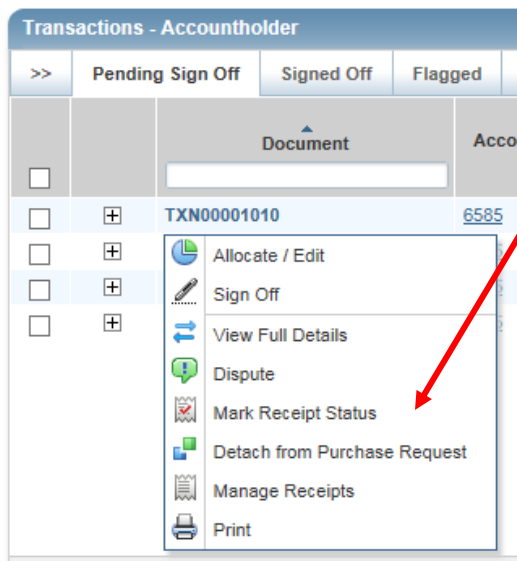 Transactions - Accountholder
>> Pending Sign Off Signed Off Flagged
Document
TXN00001010 6585
Allocate / Edit
Sign Off
View Full Details
Dispute
Mark Receipt Status
Detach from Purchase Request
Manage Receipts
Print